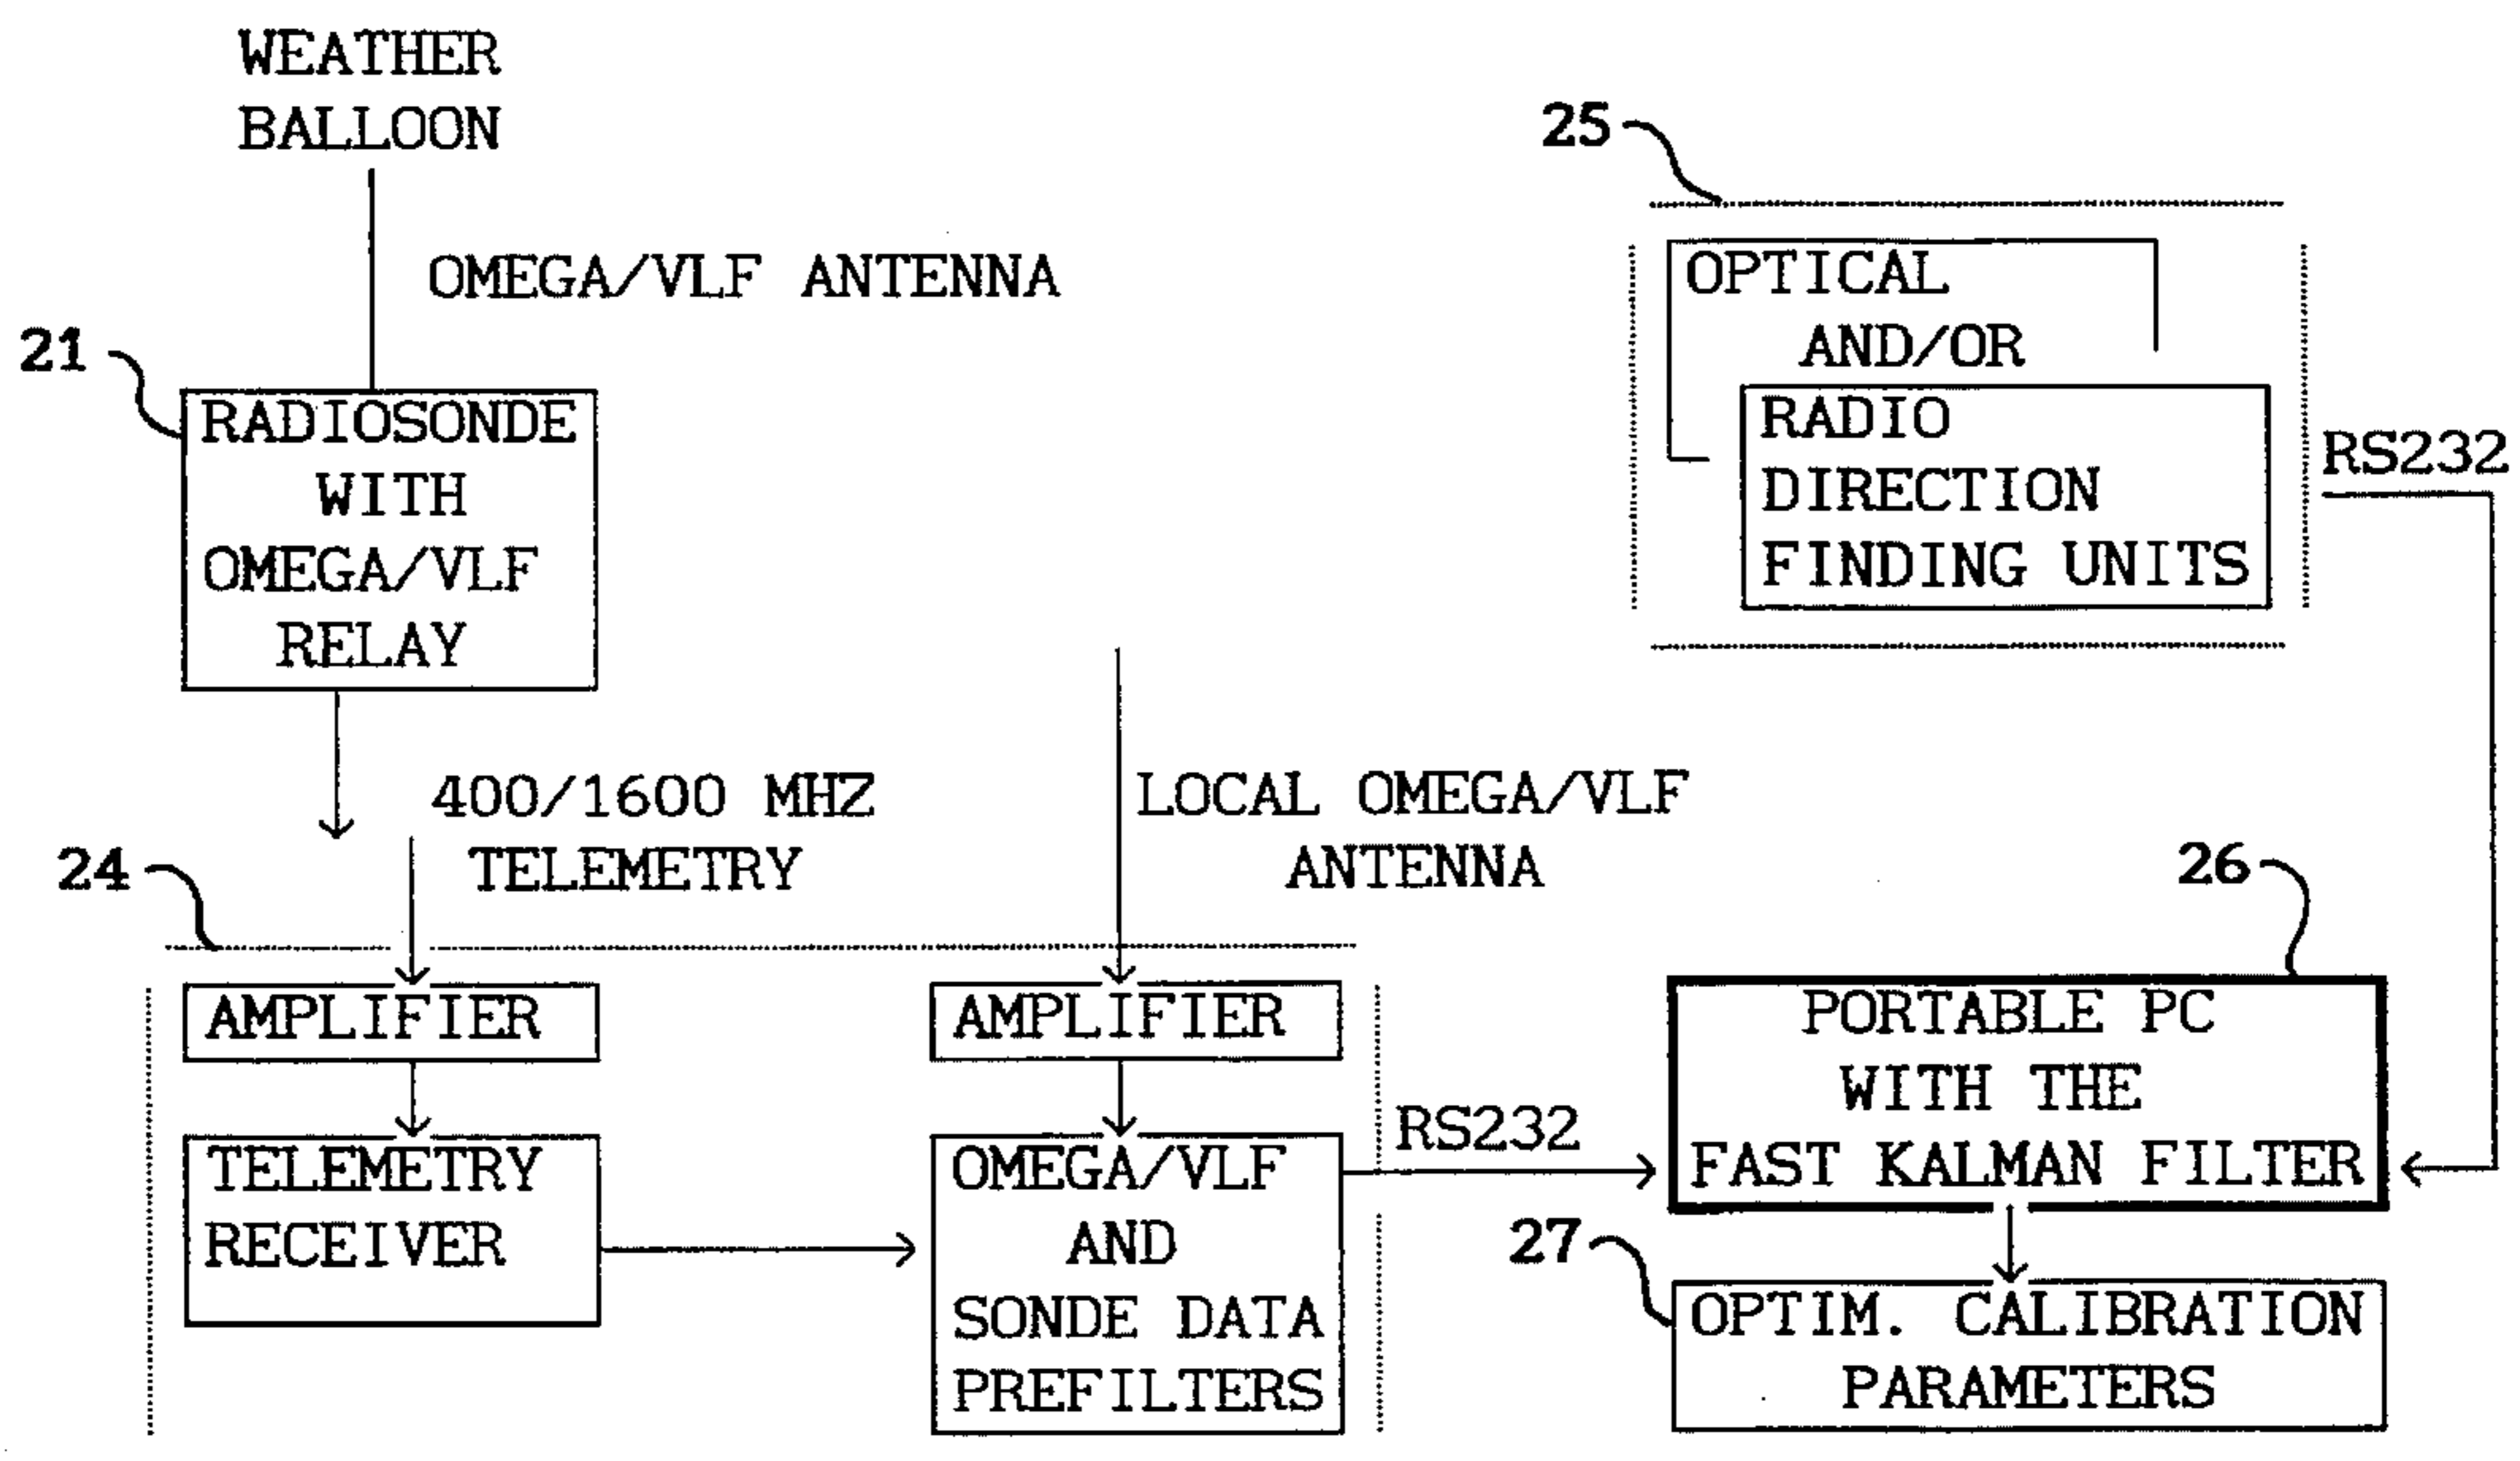 WEATHER
BALLOON
OMEGA/VLF ANTENNA
21
RADIOSONDE
WITH
OMEGA/VLF
RELAY
25
OPTICAL
AND/OR
RADIO
DIRECTION
FINDING UNITS
RS232
400/1600 MHZ
TELEMETRY
LOCAL OMEGA/VLF
ANTENNA
24
AMPLIFIER
TELEMETRY
RECEIVER
AMPLIFIER
OMEGA/VLF
AND
SONDE DATA
PREFILTERS
RS232
26
PORTABLE PC
WITH THE
FAST KALMAN FILTER
27
OPTIM. CALIBRATION
PARAMETERS